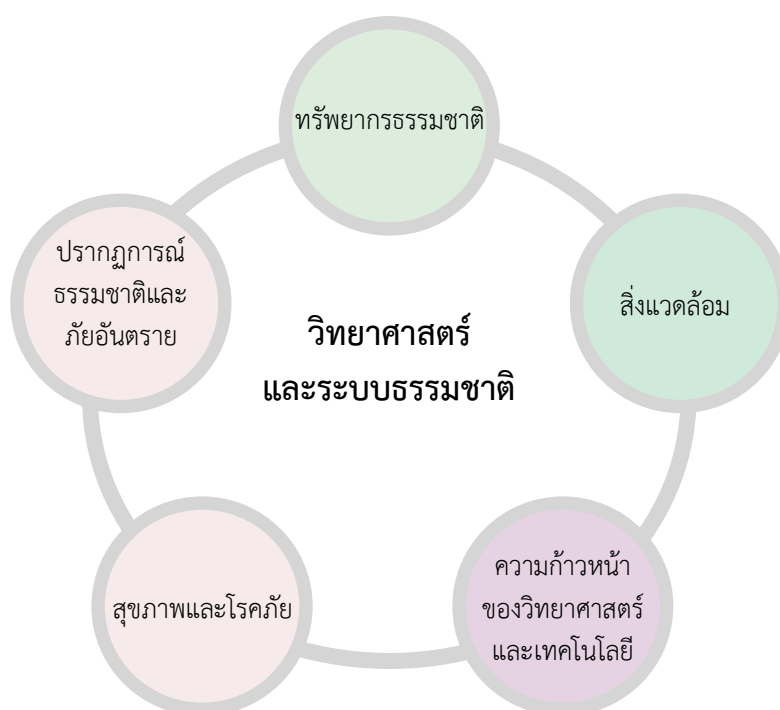 ทรัพยากรธรรมชาติ
สิ่งแวดล้อม
ความก้าวหน้า
ของวิทยาศาสตร์
และเทคโนโลยี
สุขภาพและโรคภัย
ปรากฏการณ์
ธรรมชาติและ
ภัยอันตราย
วิทยาศาสตร์
และระบบธรรมชาติ